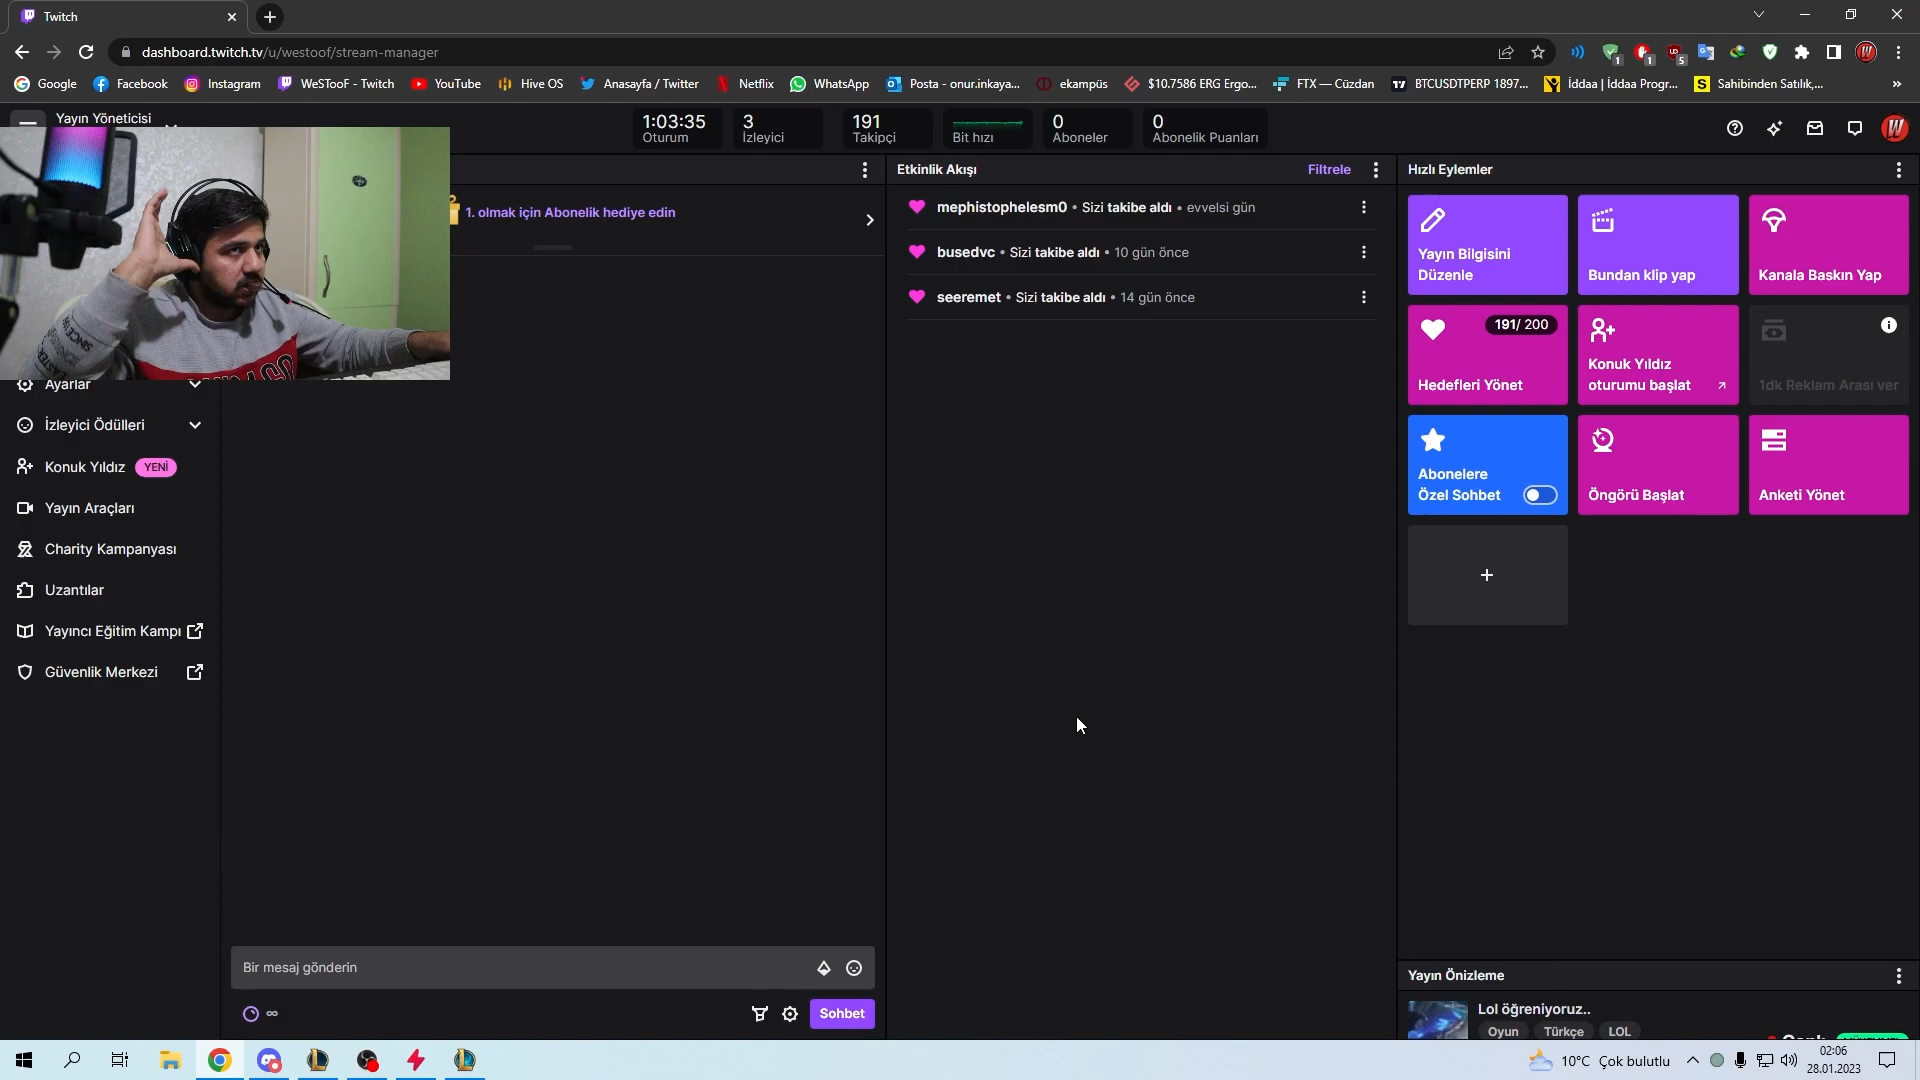 Twitch
dashboard.twitch.tv/u/westoof/stream-manager
1
1
5
Google
Facebook
Instagram
WeSTooF - Twitch
YouTube
Hive OS
Anasayfa / Twitter
Netflix
WhatsApp
Posta - onur.inkaya...
ekampüs
$10.7586 ERG Ergo...
FTX — Cüzdan
BTCUSDTPERP 1897...
İddaa | İddaa Progr...
Sahibinden Satılık,...
Yayın Yöneticisi
1:03:35
Oturum
3
İzleyici
191
Takipçi
Bit hızı
0
Aboneler
0
Abonelik Puanları
1. olmak için Abonelik hediye edin
Etkinlik Akışı
Filtrele
mephistophelesm0 • Sizi takibe aldı • evvelsi gün
busedvc • Sizi takibe aldı • 10 gün önce
seeremet • Sizi takibe aldı • 14 gün önce
Hızlı Eylemler
Yayın Bilgisini
Düzenle
Bundan klip yap
Kanala Baskın Yap
191/ 200
Hedefleri Yönet
Konuk Yıldız
oturumu başlat
1dk Reklam Arası ver
Abonelere
Özel Sohbet
Öngörü Başlat
Anketi Yönet
SINCE
Ayarlar
İzleyici Ödülleri
Konuk Yıldız YENİ
Yayın Araçları
Charity Kampanyası
Uzantılar
Yayıncı Eğitim Kampı
Güvenlik Merkezi
Bir mesaj gönderin
∞
Sohbet
Yayın Önizleme
Lol öğreniyoruz..
Oyun
Türkçe
LOL
10°C Çok bulutlu
02:06
28.01.2023